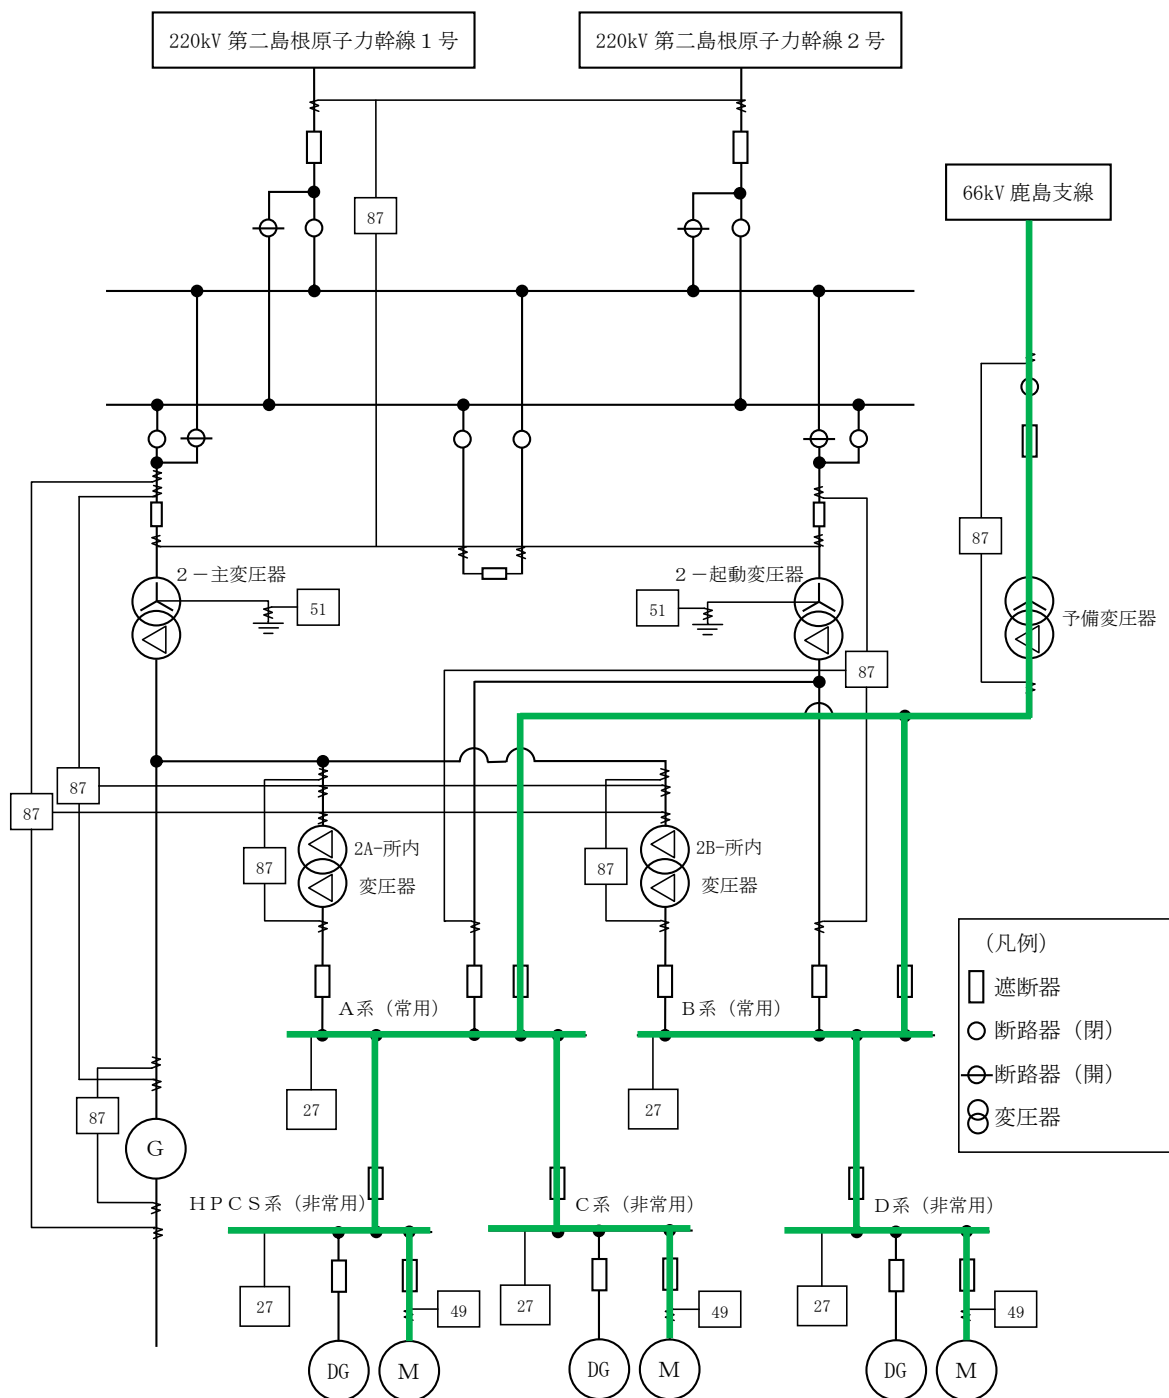 220kV 第二島根原子力幹線１号
220kV 第二島根原子力幹線２号
66kV 鹿島支線
87
87
２－主変圧器
51
２－起動変圧器
51
予備変圧器
87
87
87
2A-所内
変圧器
87
2B-所内
変圧器
87
(凡例)
遮断器
断路器（閉）
断路器（開）
変圧器
A系（常用）
B系（常用）
27
27
87
G
HPCS系（非常用）
C系（非常用）
D系（非常用）
27
49
27
49
27
49
DG
M
DG
M
DG
M